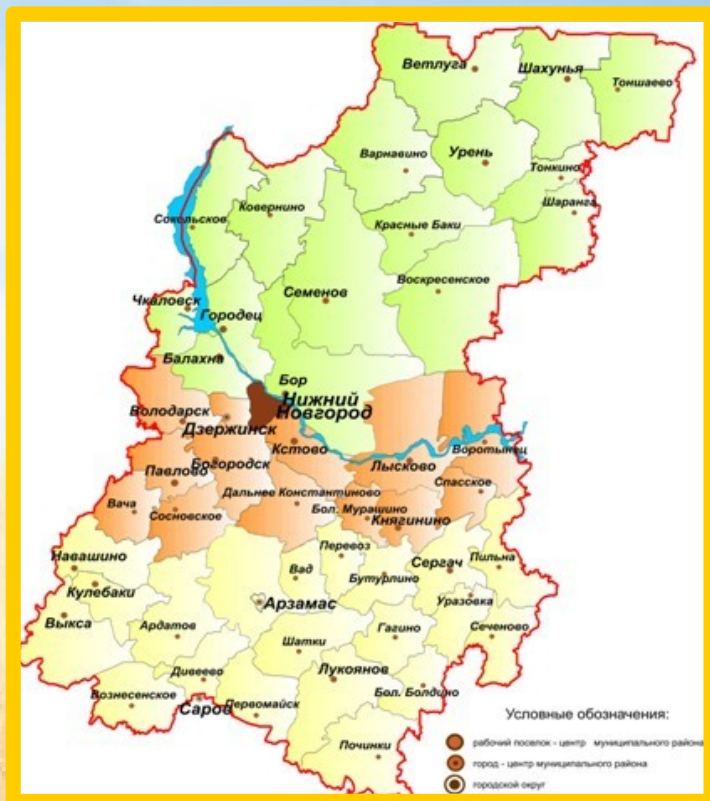 Ветлуга
Шахунья
Тоншаево
Варнавино
Урень
Тонкино
Шаранга
Ковернино
Сокольское
Красные Баки
Воскресенское
Семенов
Чкаловск
Городец
Балахна
Бор
Нижний
Новгород
Володарск
Дзержинск
Кстово
Воротынец
Богородск
Лысково
Павлово
Спасское
Дальнее Константиново
Вача
Бол. Мурашино
Сосновское
Княгинино
Навашино
Перевоз
Сергач
Пильна
Вад
Бутурлино
Кулебаки
Арзамас
Уразовка
Выкса
Ардатов
Гагино
Сеченово
Шатки
Дивеево
Лукоянов
Вознесенское
Бол. Болдино
Саров
Первомайск
Починки
Условные обозначения:
рабочий поселок - центр муниципального района
город - центр муниципального района
городской округ